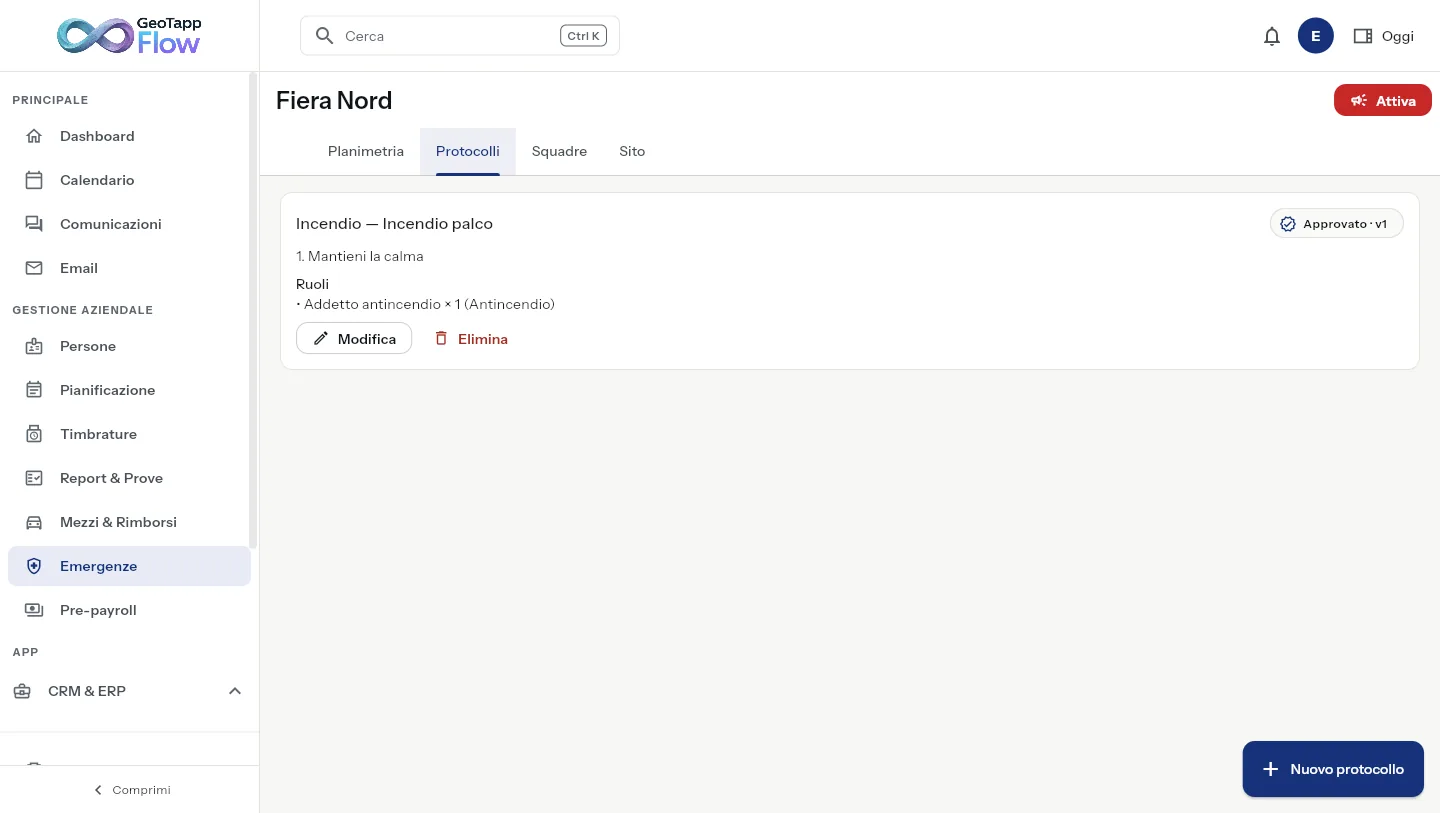 GeoTapp
Flow
Cerca
Ctrl K
E
Oggi
PRINCIPALE
Dashboard
Calendario
Comunicazioni
Email
GESTIONE AZIENDALE
Persone
Pianificazione
Timbrature
Report & Prove
Mezzi & Rimborsi
Emergenze
Pre-payroll
APP
CRM & ERP
Comprimi
Fiera Nord
Attiva
Planimetria
Protocolli
Squadre
Sito
Incendio — Incendio palco
Approvato · v1
1. Mantieni la calma
Ruoli
• Addetto antincendio × 1 (Antincendio)
Modifica
Elimina
Nuovo protocollo